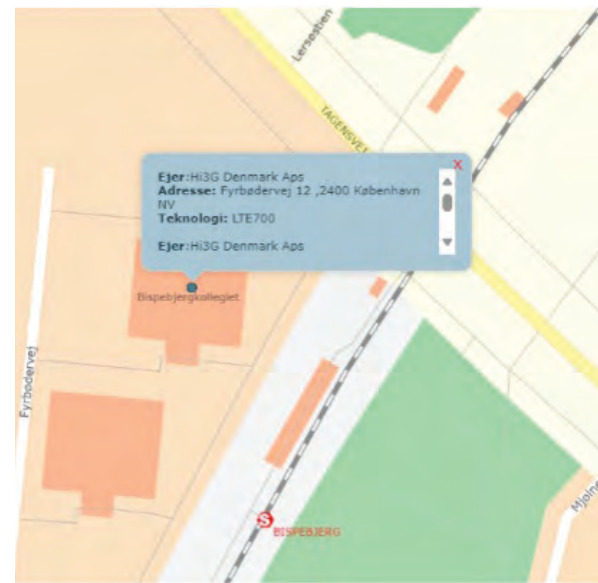 Lersøstien
TAGENSVEJ
X
Ejer:Hi3G Denmark Aps
Adresse: Fyrbødervej 12 ,2400 København
NV
Teknologi: LTE700
Ejer:Hi3G Denmark Aps
Bispebjergkollegiet
Fyrbødervej
Mjølne
S
BISPEBJERG